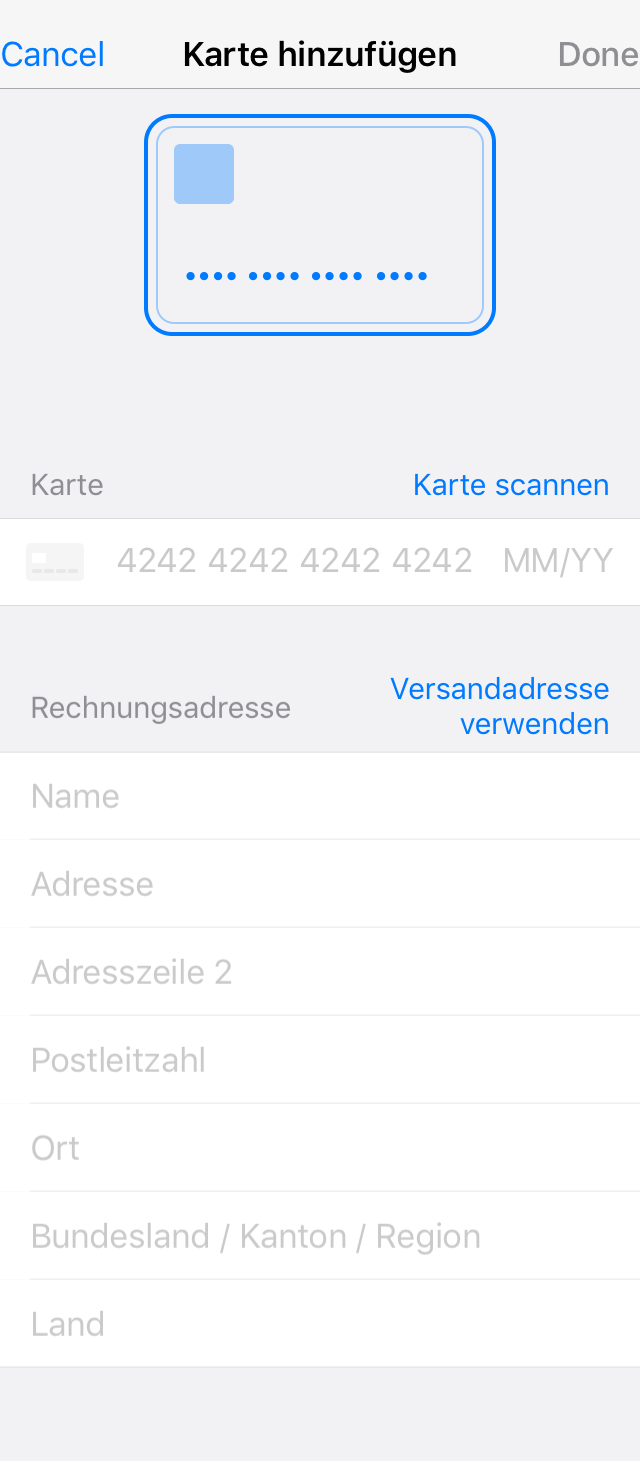 Cancel Karte hinzufügen Done
•••• •••• •••• ••••
Karte Karte scannen
4242 4242 4242 4242 MM/YY
Rechnungsadresse Versandadresse
verwenden
Name
Adresse
Adresszeile 2
Postleitzahl
Ort
Bundesland / Kanton / Region
Land